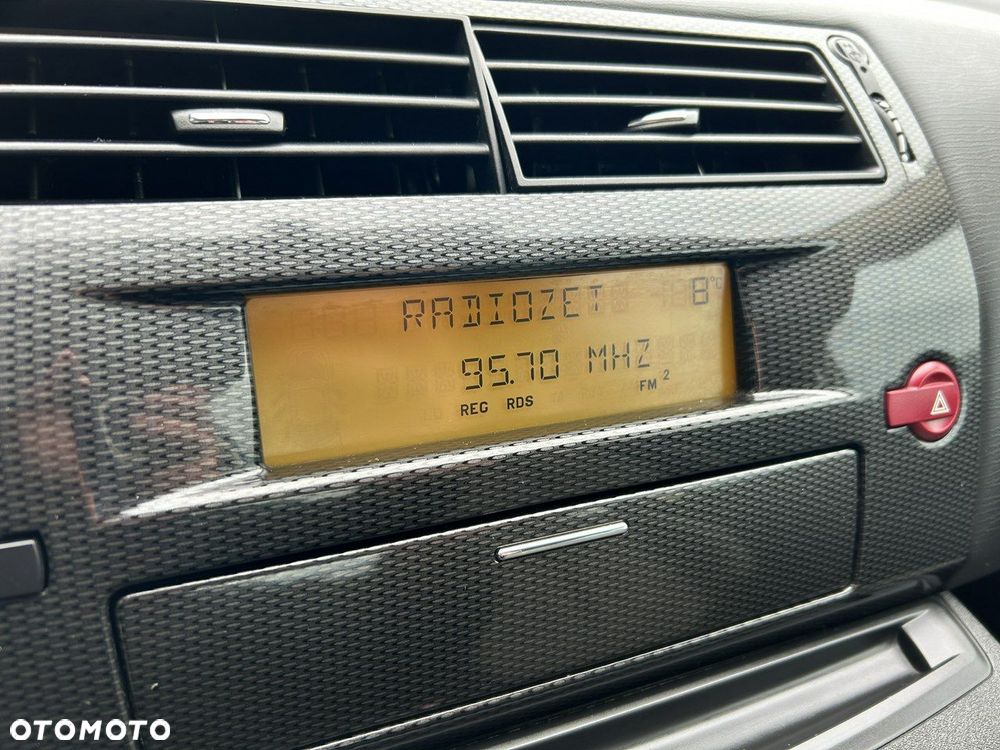 RADIOZET 8°C
95.70 MHZ
REG RDS FM 2
OTOMOTO